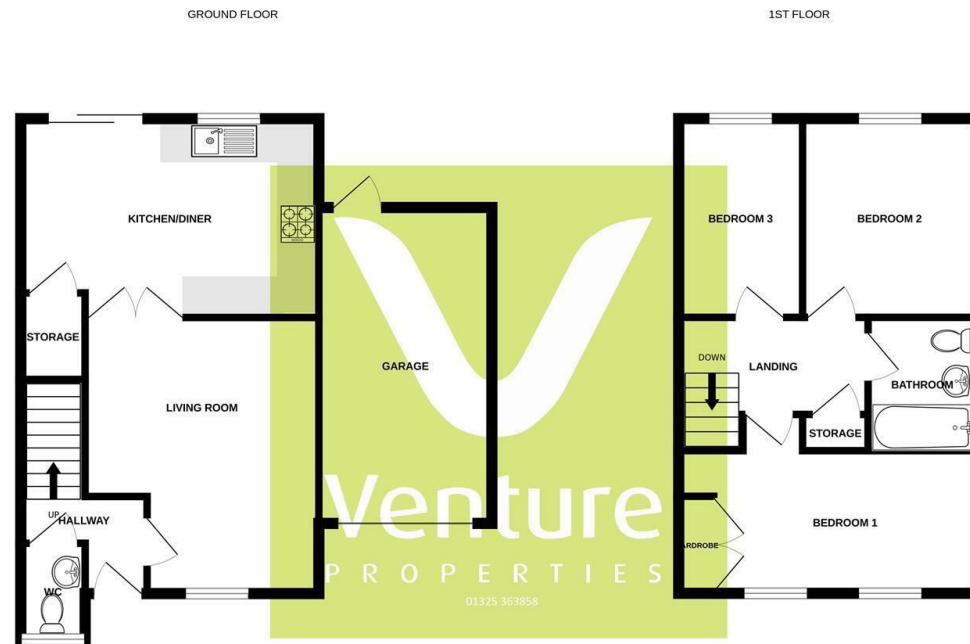 GROUND FLOOR
1ST FLOOR
KITCHEN/DINER
STORAGE
LIVING ROOM
UP
HALLWAY
WC
GARAGE
BEDROOM 3
BEDROOM 2
DOWN
LANDING
BATHROOM
STORAGE
BEDROOM 1
ARDROBE
Venture
PROPERTIES
01325 363858